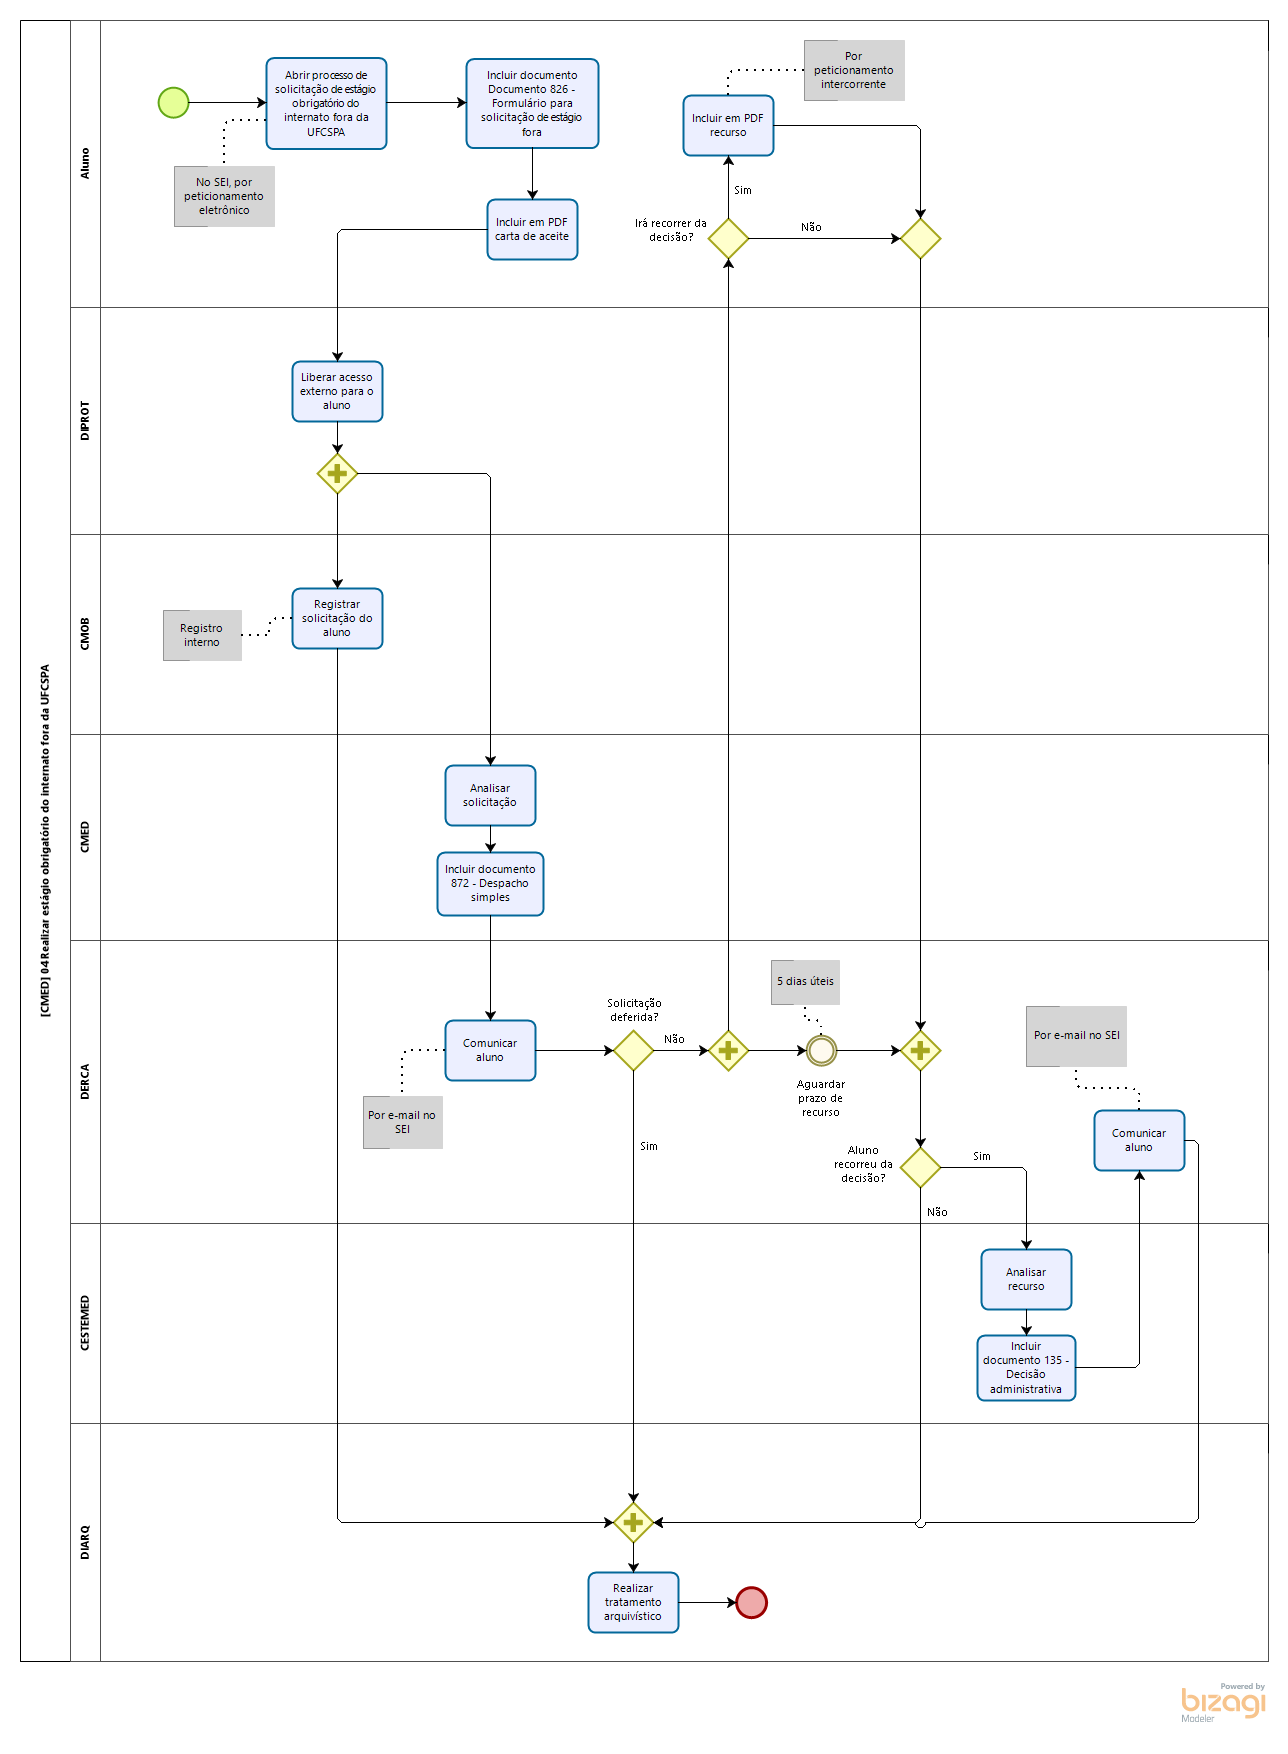 [CMED] 04 Realizar estágio obrigatório do internato fora da UFCSPA
Aluno
Abrir processo de
solicitação de estágio
obrigatório do
internato fora da
UFCSPA
No SEI, por
peticionamento
eletrônico
Incluir documento
Documento 826 -
Formulário para
solicitação de estágio
fora
Incluir em PDF
carta de aceite
Por
peticionamento
intercorrente
Incluir em PDF
recurso
Sim
Irá recorrer da
decisão?
Não
DIPROT
Liberar acesso
externo para o
aluno
CMOB
Registrar
solicitação do
aluno
Registro
interno
CMED
Analisar
solicitação
Incluir documento
872 - Despacho
simples
DERCA
Comunicar
aluno
Por e-mail no
SEI
Solicitação
deferida?
Não
Sim
5 dias úteis
Aguardar
prazo de
recurso
Aluno
recorreu da
decisão?
Sim
Não
Por e-mail no SEI
Comunicar
aluno
CESTEMED
Analisar
recurso
Incluir
documento 135 -
Decisão
administrativa
DIARQ
Realizar
tratamento
arquivístico
Powered by
bizagi
Modeler